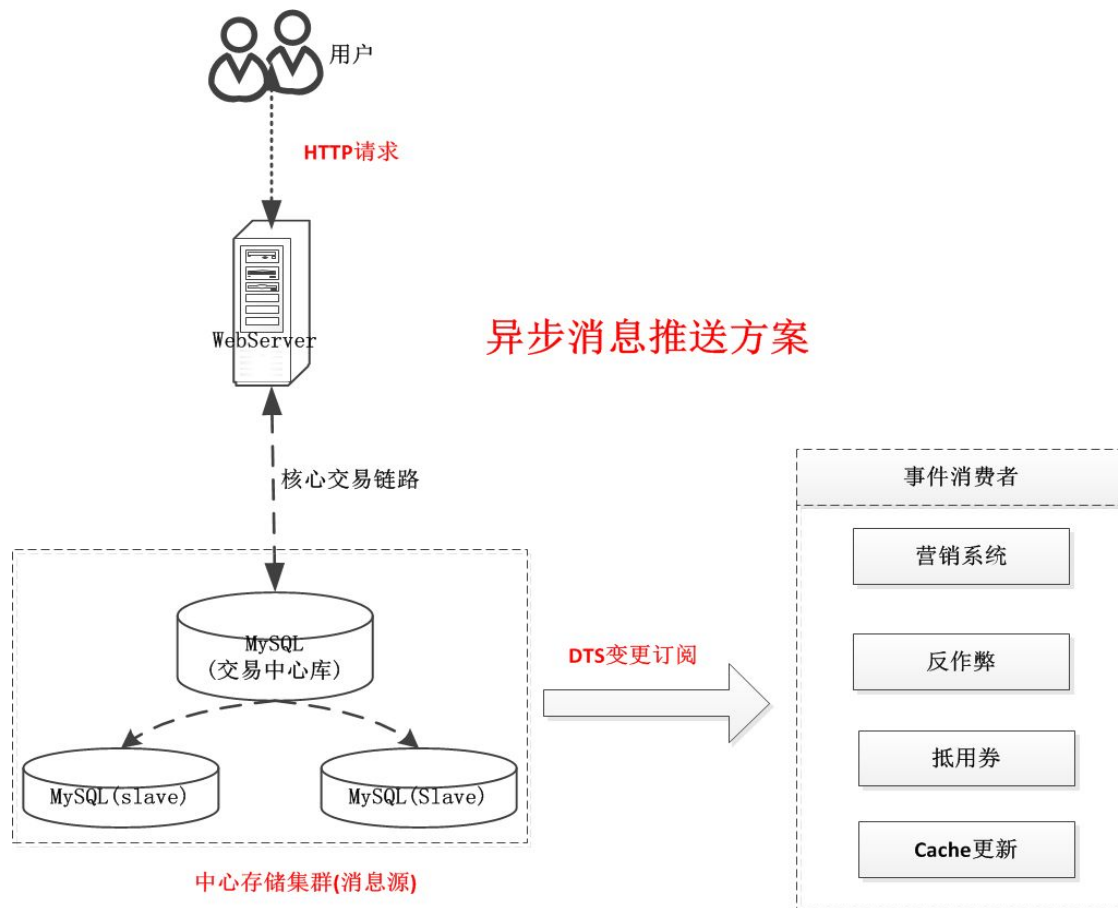 用户
HTTP请求
WebServer
异步消息推送方案
核心交易链路
事件消费者
营销系统
MySQL
(交易中心库)
DTS变更订阅
反作弊
抵用券
MySQL(slave)
MySQL(Slave)
Cache更新
中心存储集群(消息源)